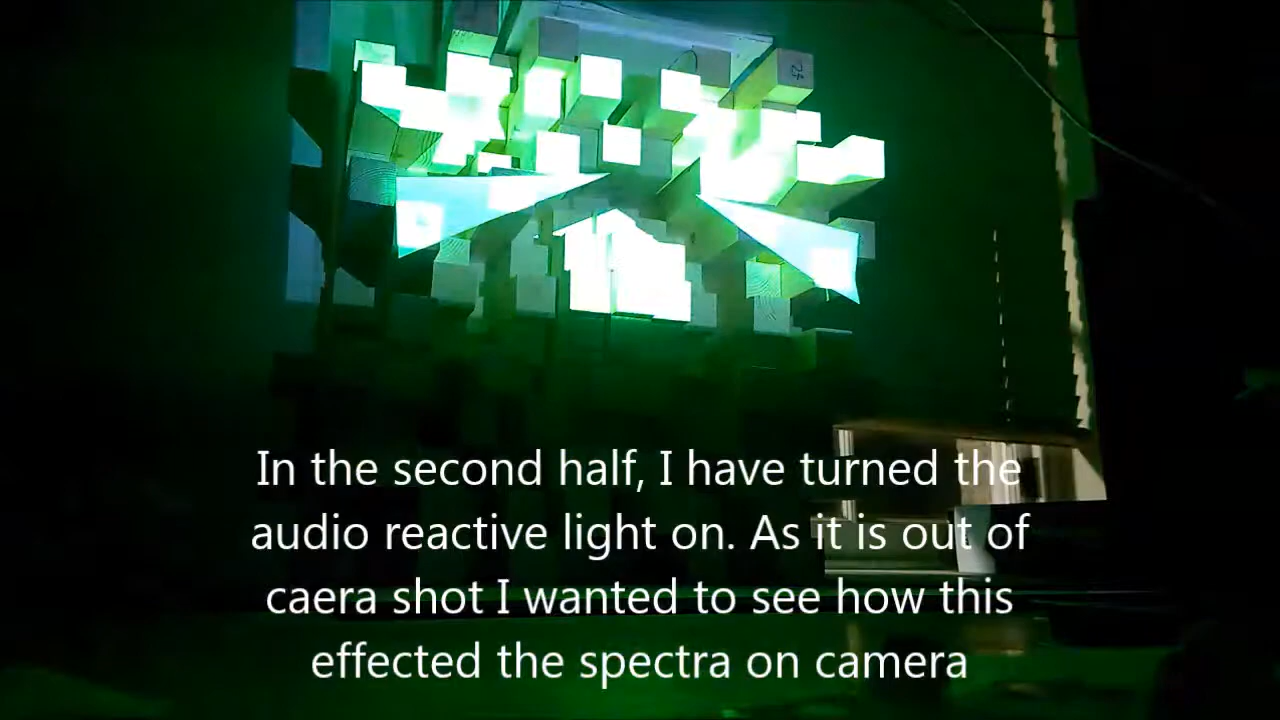 24
In the second half, I have turned the
audio reactive light on. As it is out of
caera shot I wanted to see how this
effected the spectra on camera